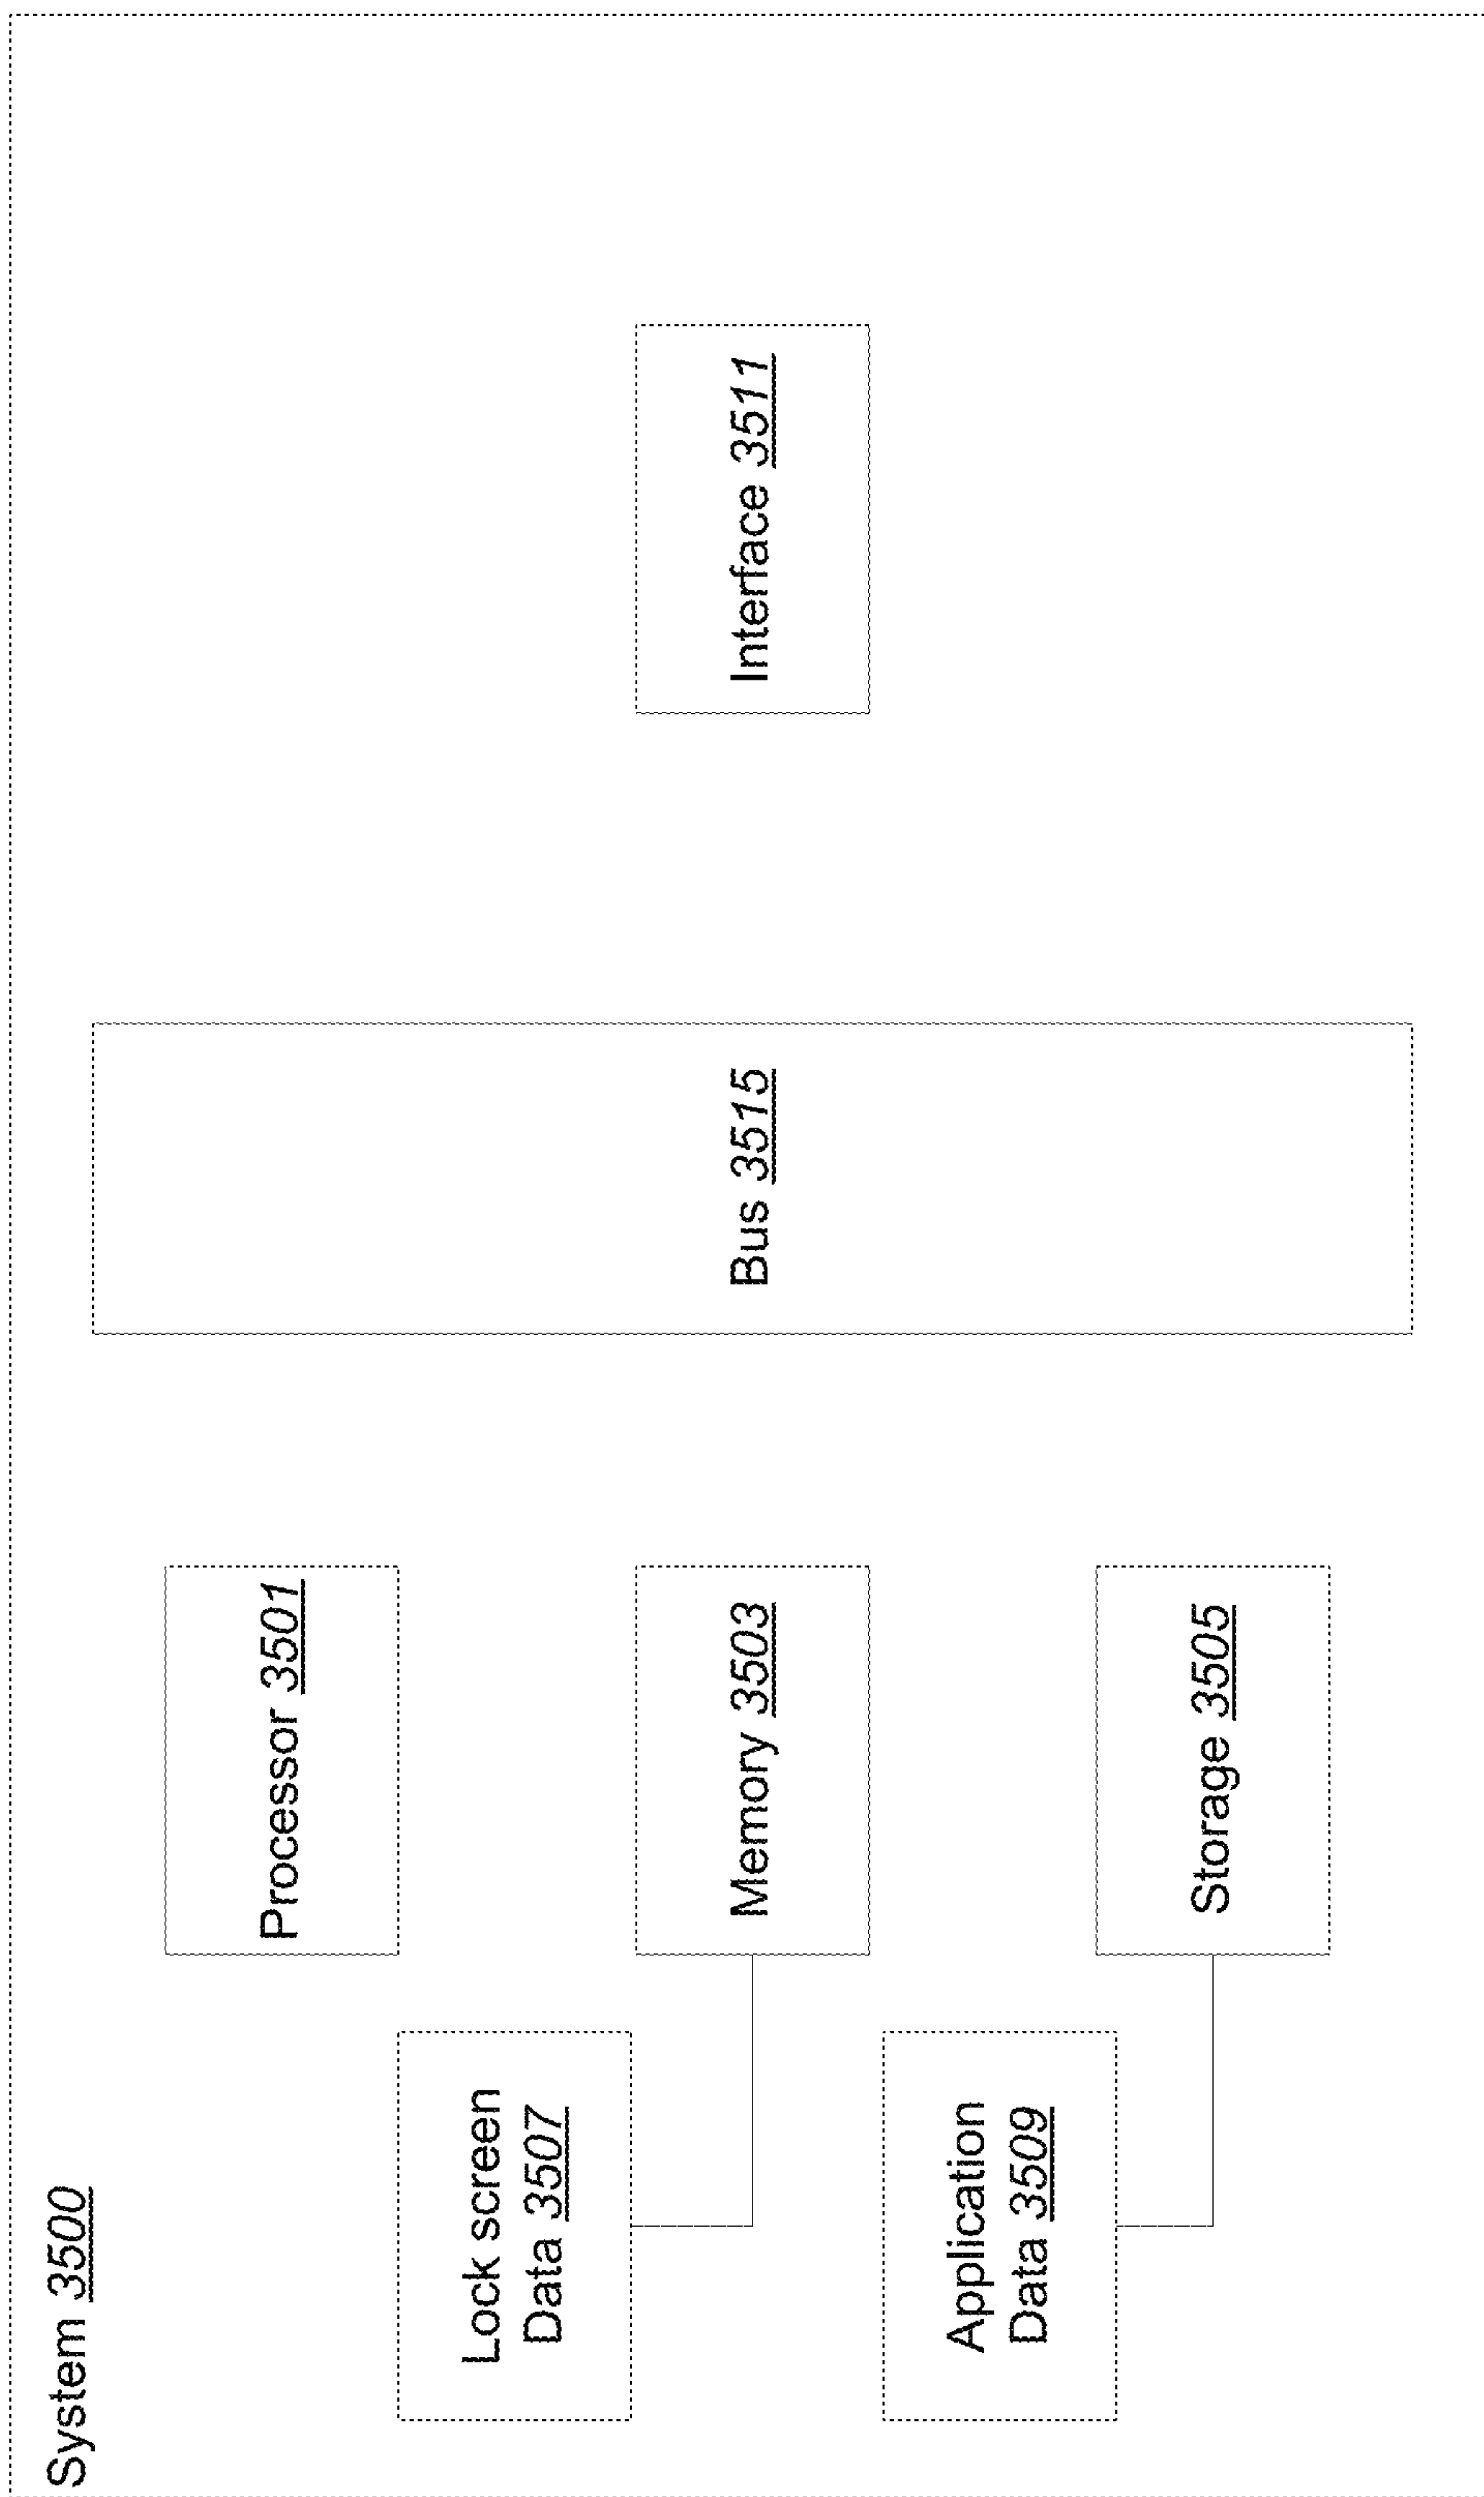 System 3500
Processor 3501
Lock screen
Data 3507
Memory 3503
Bus 3515
Interface 3511
Application
Data 3509
Storage 3505